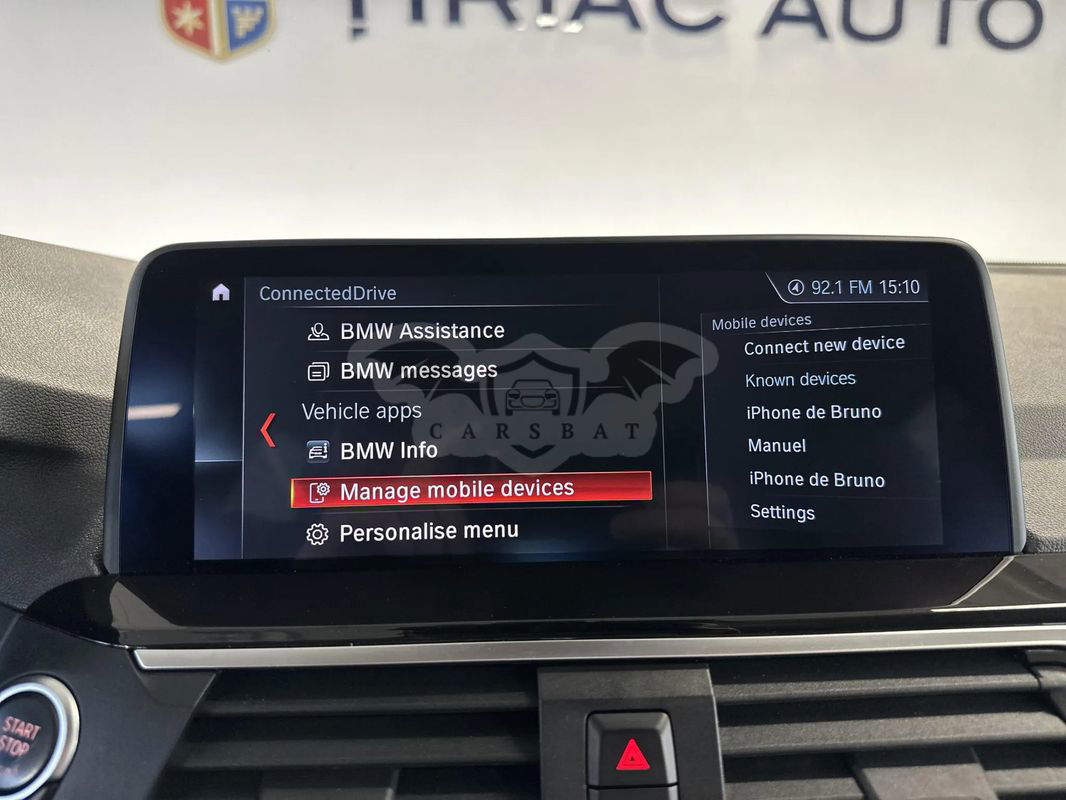 ȚIRIAC AUTO
ConnectedDrive
92.1 FM 15:10
BMW Assistance
BMW messages
Vehicle apps
BMW Info
Manage mobile devices
Personalise menu
Mobile devices
Connect new device
Known devices
iPhone de Bruno
Manuel
iPhone de Bruno
Settings
CARSBAT
START
STOP